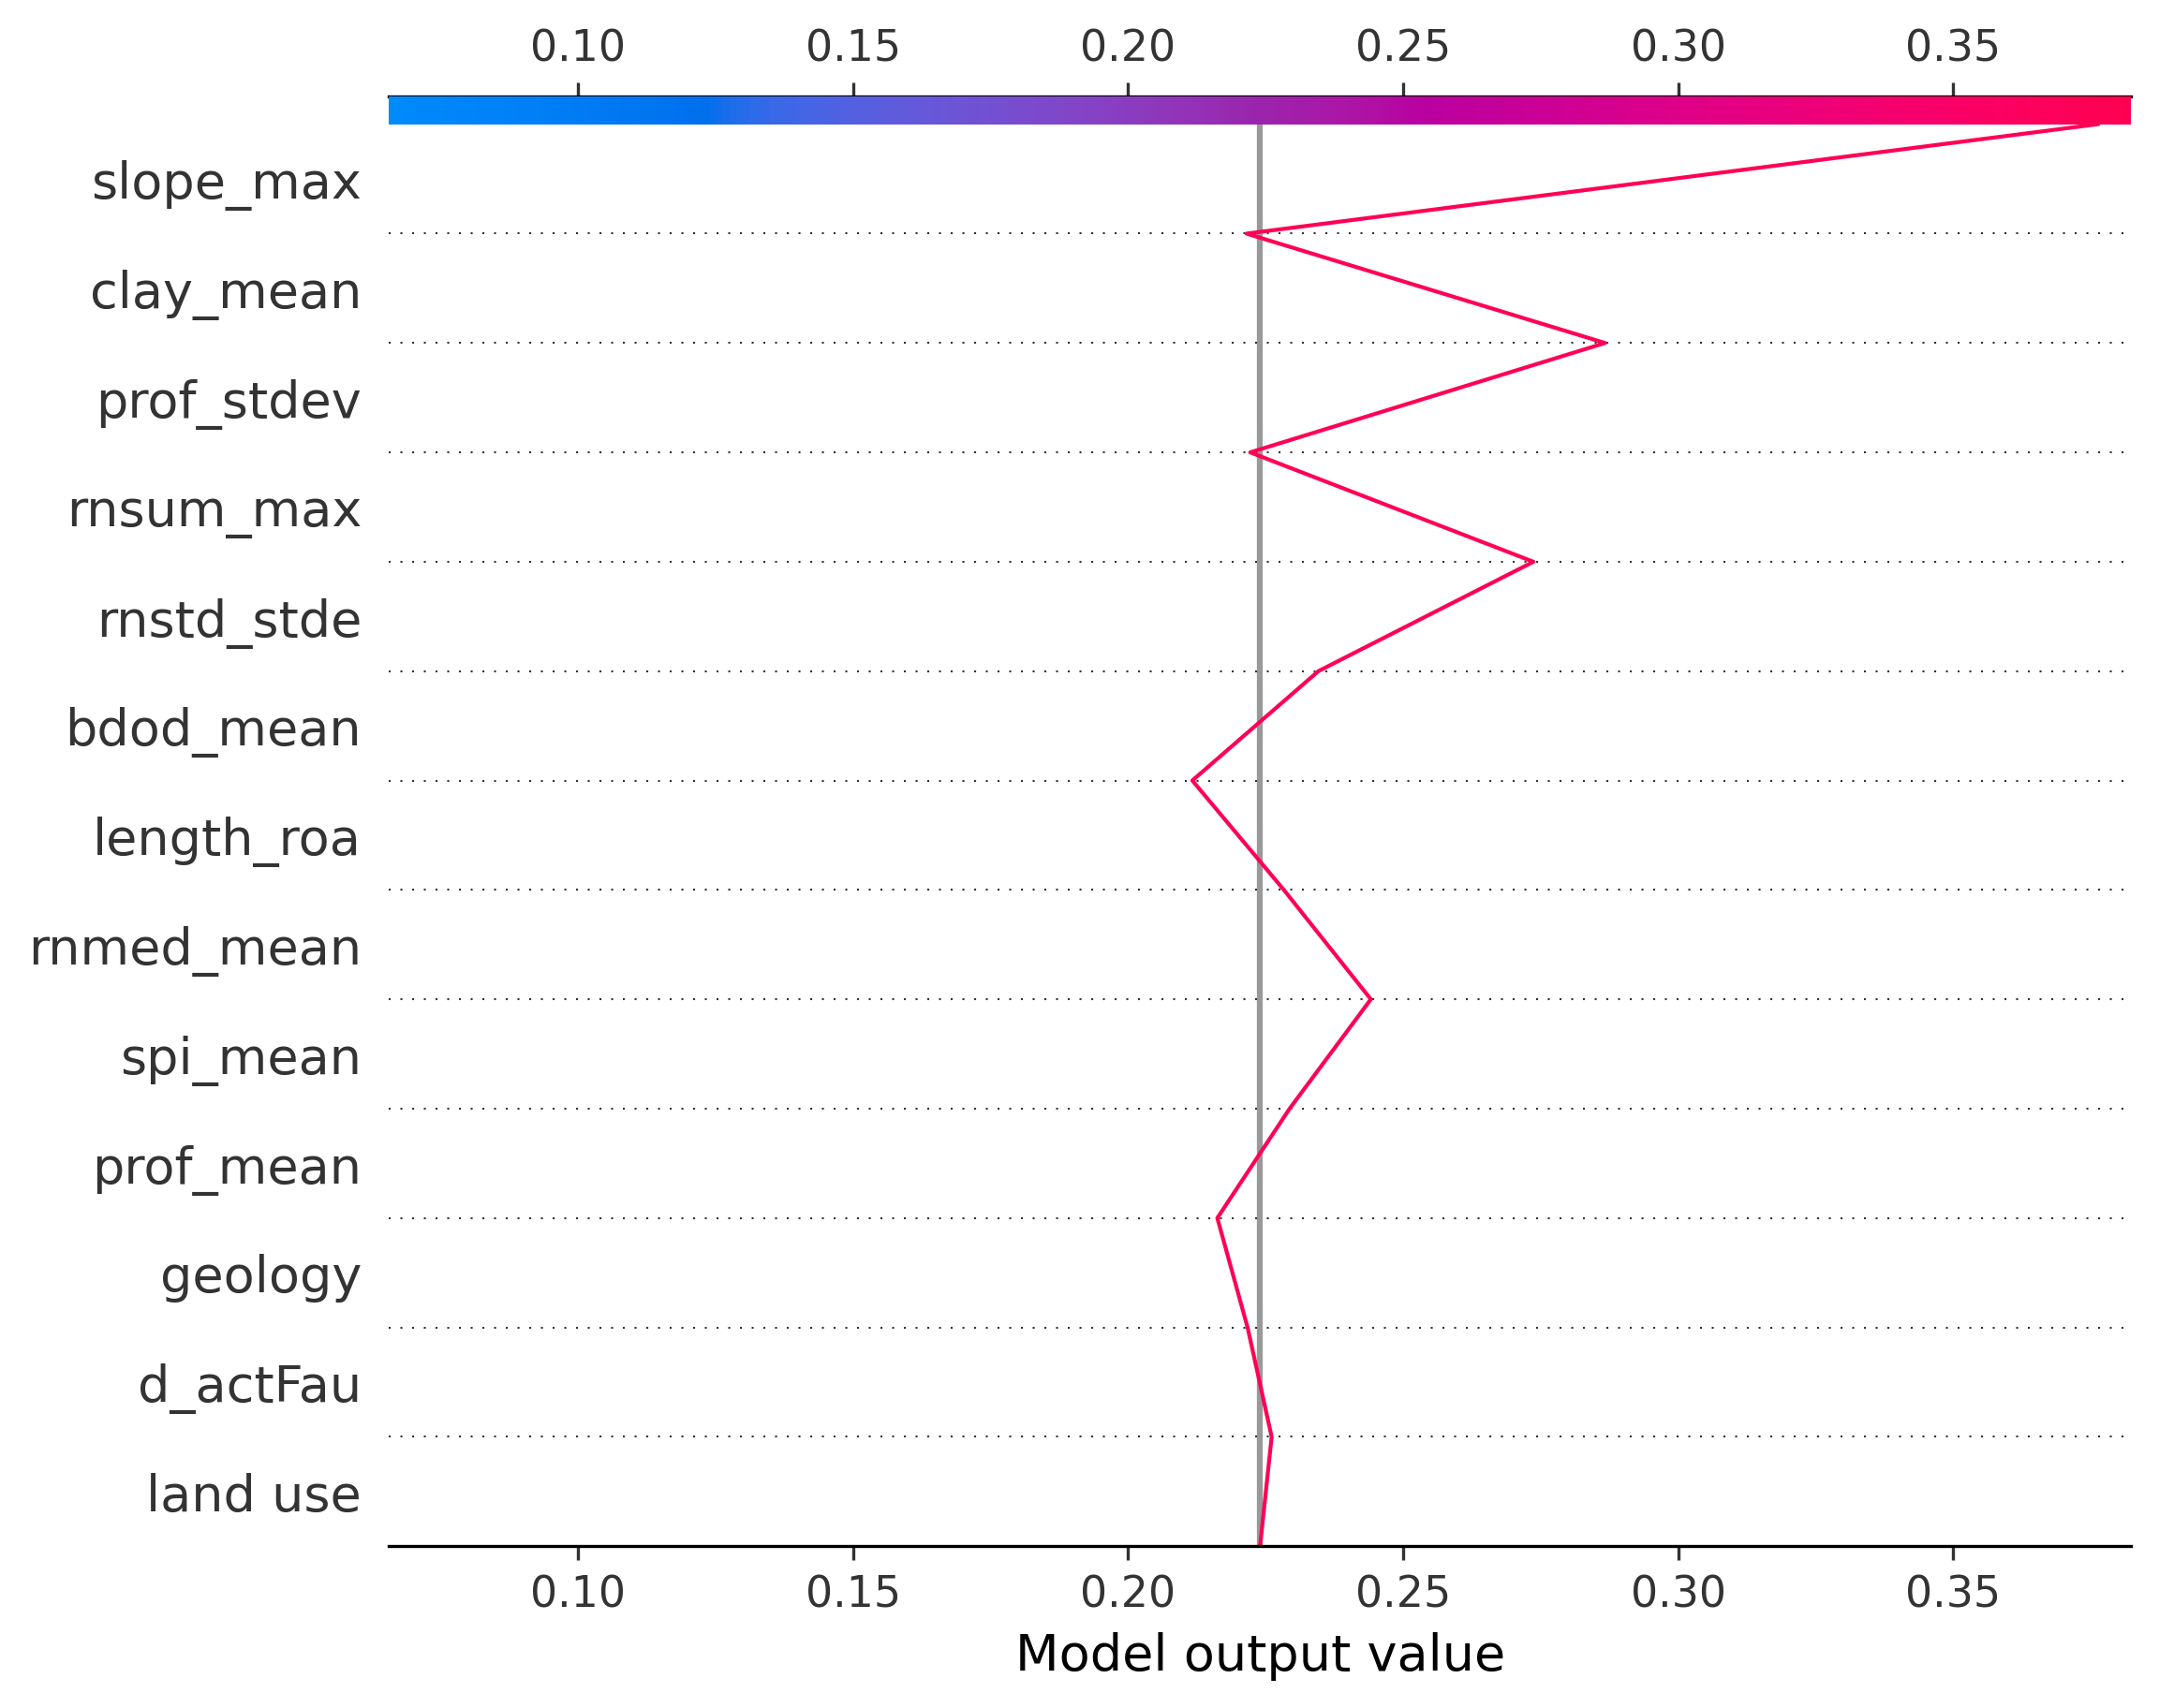 0.10 0.15 0.20 0.25 0.30 0.35
slope_max
clay_mean
prof_stdev
rnsum_max
rnstd_stde
bdod_mean
length_roa
rnmed_mean
spi_mean
prof_mean
geology
d_actFau
land use
0.10 0.15 0.20 0.25 0.30 0.35
Model output value